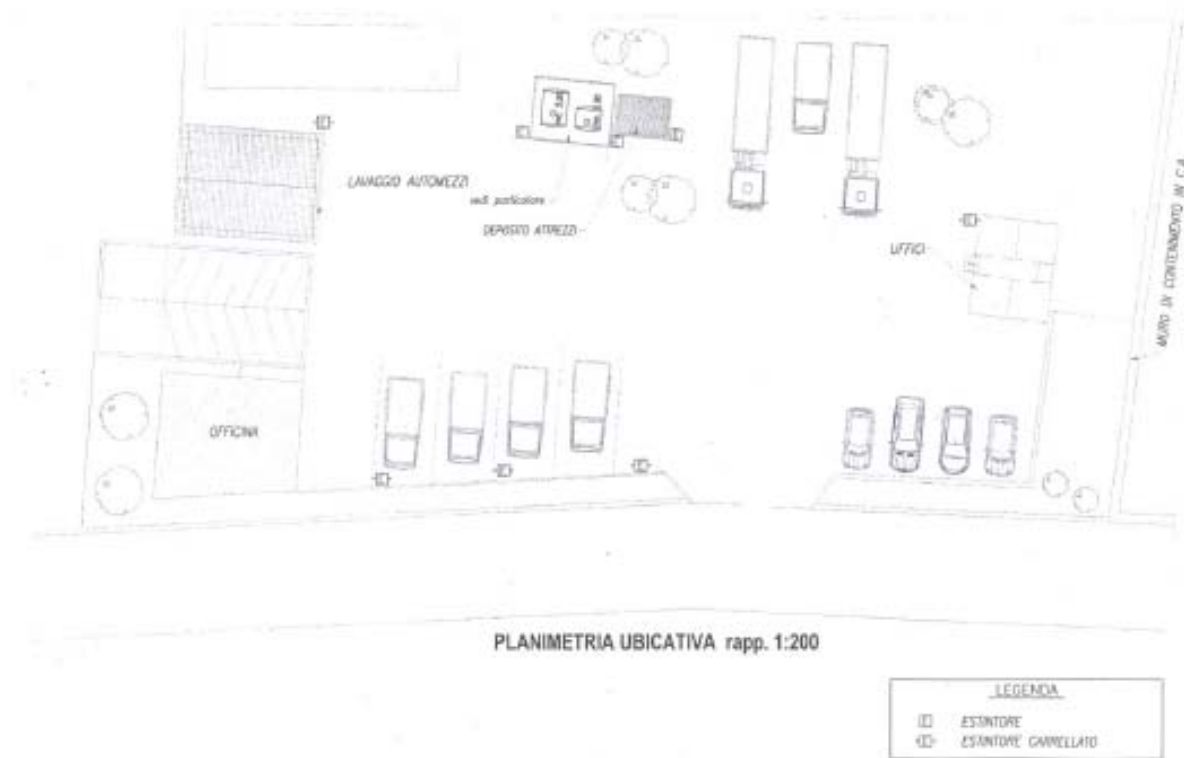 LAVAGGIO AUTOMEZZI
vedi particolare
DEPOSITO ATTREZZI
UFFICI
MURO DI CONTENIMENTO IN C.A.
OFFICINA
PLANIMETRIA UBICATIVA rapp. 1:200
LEGENDA
E ESTINTORE
E ESTINTORE CARRELLATO